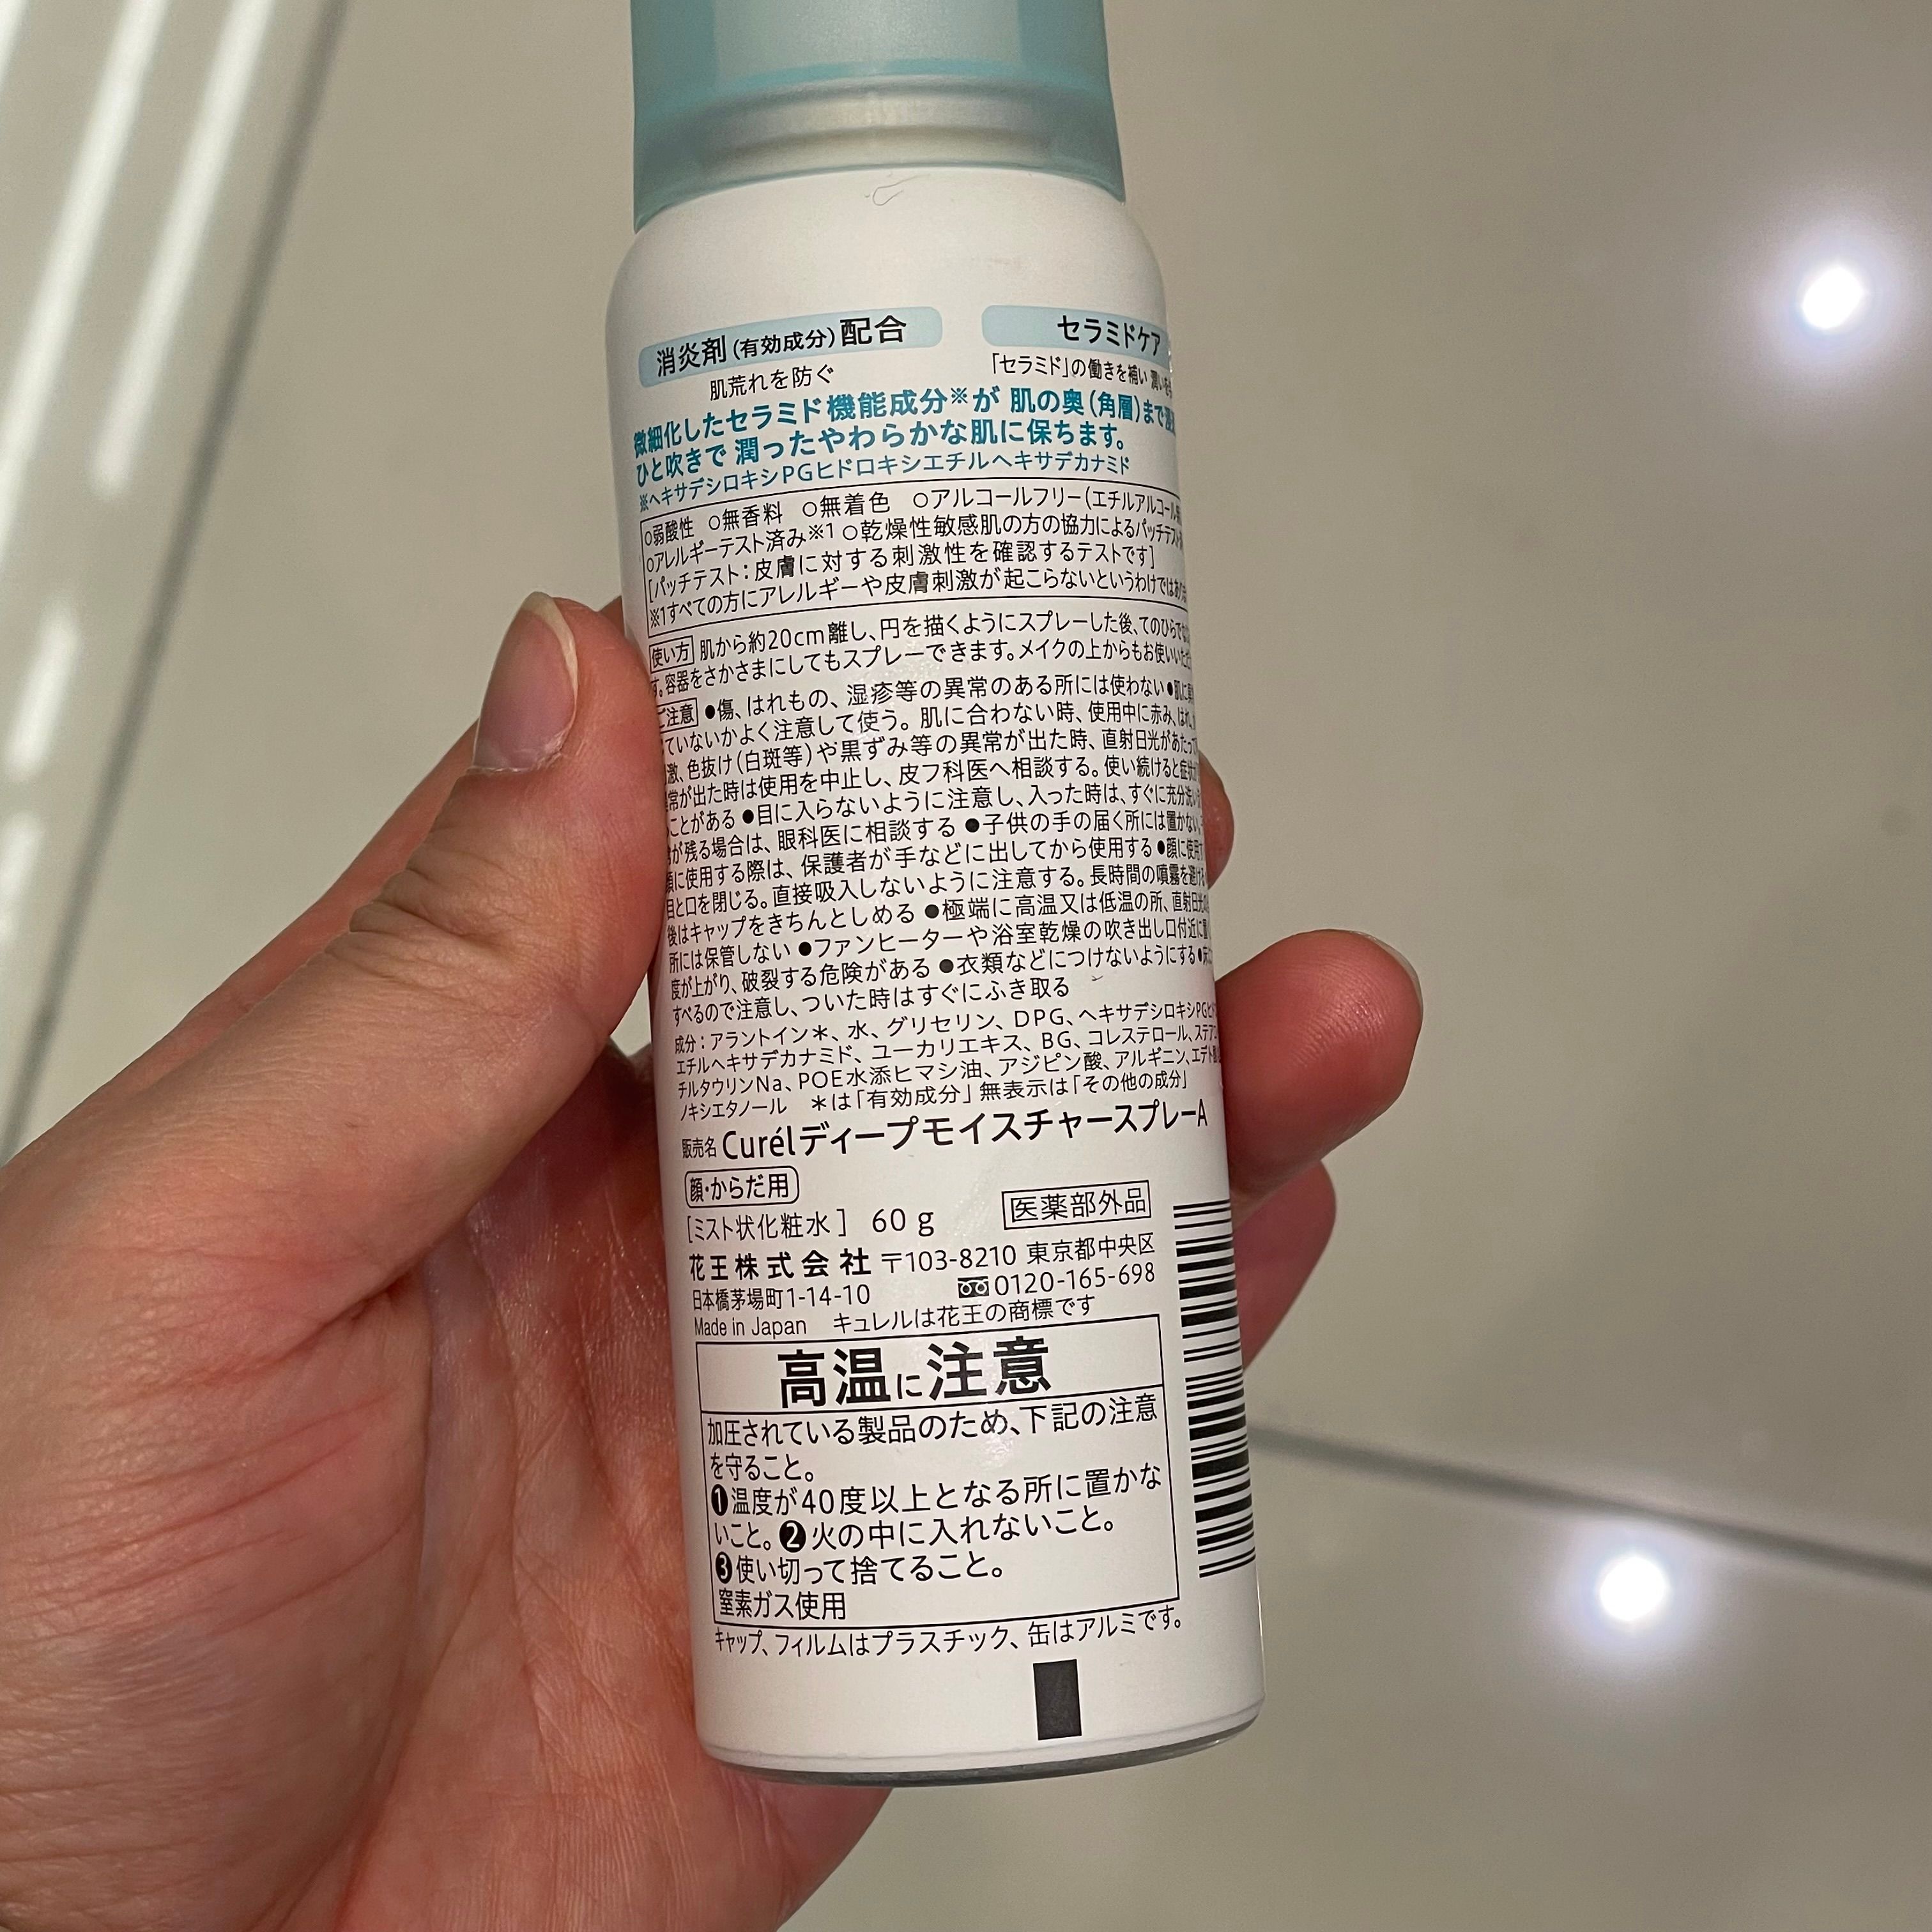 消炎剤(有効成分)配合
肌荒れを防ぐ
セラミドケア
「セラミド」の働きを補い 潤い
微細化したセラミド機能成分※が 肌の奥(角層)まで
ひと吹きで 潤ったやわらかな肌に保ちます。
※ヘキサデシロキシPGヒドロキシエチルヘキサデカナミド
○弱酸性 ○無香料 ○無着色 ○アルコールフリー(エチルアルコール
○アレルギーテスト済み※1 ○乾燥性敏感肌の方の協力によるパッチテスト
[パッチテスト:皮膚に対する刺激性を確認するテストです]
※1すべての方にアレルギーや皮膚刺激が起こらないというわけでは
使い方 肌から約20cm離し、円を描くようにスプレーした後、てのひらで
す。容器をさかさまにしてもスプレーできます。メイクの上からもお使いいただ
ご注意 ●傷、はれもの、湿疹等の異常のある所には使わない ●肌に
ていないかよく注意して使う。肌に合わない時、使用中に赤み、はれ、
激、色抜け(白斑等)や黒ずみ等の異常が出た時、直射日光があたって
常が出た時は使用を中止し、皮フ科医へ相談する。使い続けると症状が
ことがある ●目に入らないように注意し、入った時は、すぐに充分洗い
が残る場合は、眼科医に相談する ●子供の手の届く所には置かない。
顔に使用する際は、保護者が手などに出してから使用する ●顔に使用
目と口を閉じる。直接吸入しないように注意する。長時間の噴霧を避ける
後はキャップをきちんとしめる ●極端に高温又は低温の所、直射日光の
所には保管しない ●ファンヒーターや浴室乾燥の吹き出し口付近に置
度が上がり、破裂する危険がある ●衣類などにつけないようにする ●床に
すべるので注意し、ついた時はすぐにふき取る
成分:アラントイン＊、水、グリセリン、DPG、ヘキサデシロキシPGヒド
エチルヘキサデカナミド、ユーカリエキス、BG、コレステロール、ステアロ
チルタウリンNa、POE水添ヒマシ油、アジピン酸、アルギニン、エデト酸
ノキシエタノール ＊は「有効成分」無表示は「その他の成分」
販売名 Curélディープモイスチャースプレーa
顔・からだ用
[ミスト状化粧水] 60g 医薬部外品
花王株式会社 〒103-8210 東京都中央区
日本橋茅場町1-14-10 0120-165-698
Made in Japan キュレルは花王の商標です
高温に注意
加圧されている製品のため、下記の注意
を守ること。
❶温度が40度以上となる所に置かな
いこと。❷火の中に入れないこと。
❸使い切って捨てること。
窒素ガス使用
キャップ、フィルムはプラスチック、缶はアルミです。